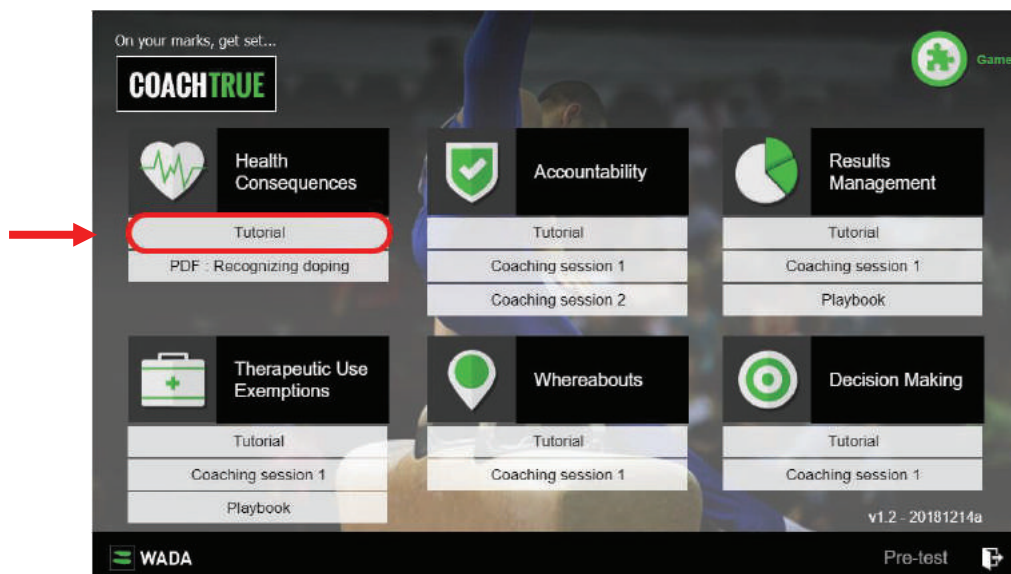 On your marks, get set...
COACHTRUE
Game
Health
Consequences
Tutorial
PDF : Recognizing doping
Accountability
Tutorial
Coaching session 1
Coaching session 2
Results
Management
Tutorial
Coaching session 1
Playbook
Therapeutic Use
Exemptions
Tutorial
Coaching session 1
Playbook
Whereabouts
Tutorial
Coaching session 1
Decision Making
Tutorial
Coaching session 1
v1.2 - 20181214a
WADA
Pre-test